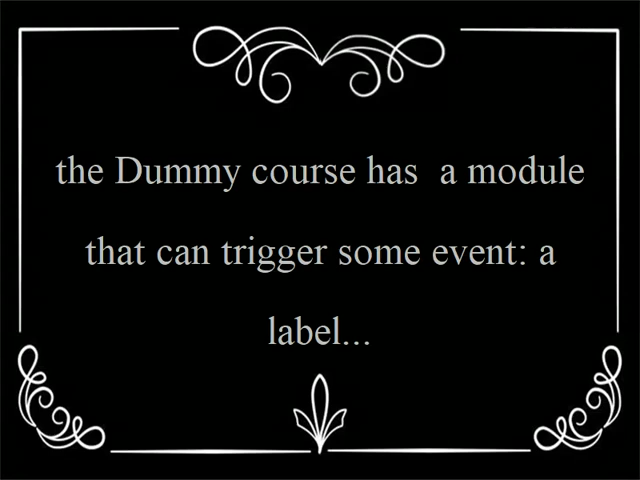 the Dummy course has  a module
that can trigger some event: a
label...